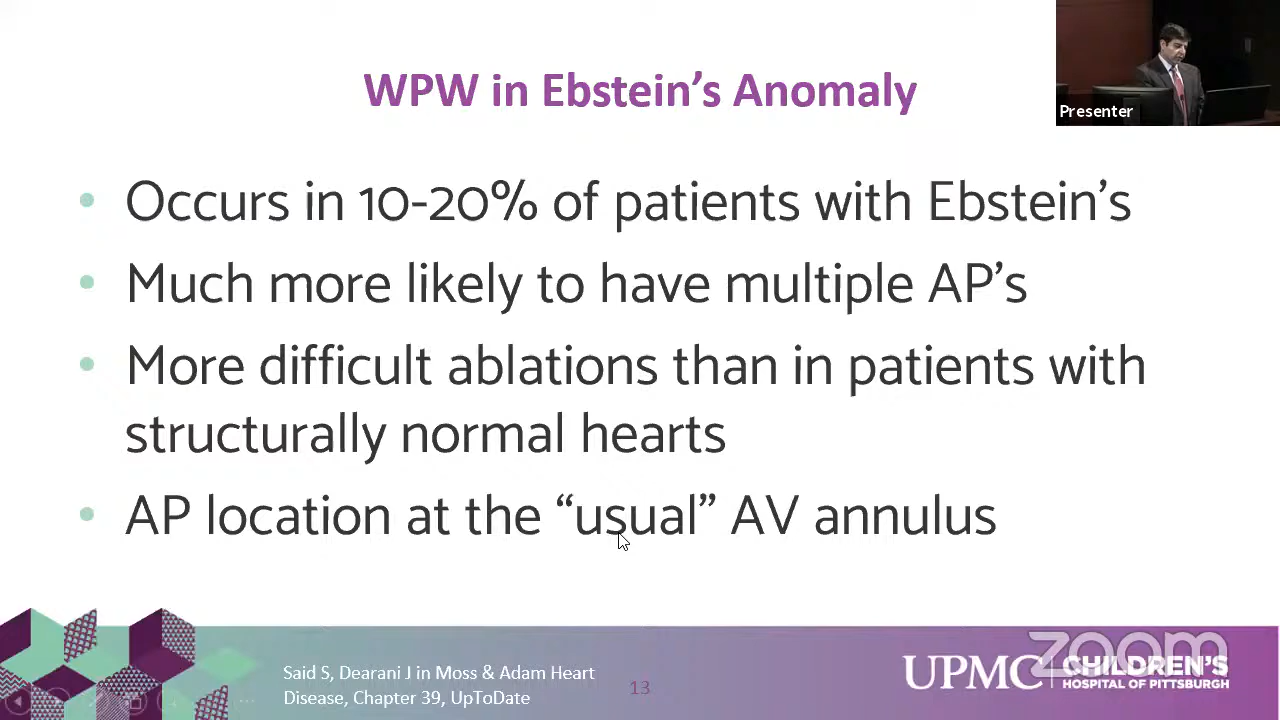 WPW in Ebstein's Anomaly
Presenter
Occurs in 10-20% of patients with Ebstein's
Much more likely to have multiple AP's
More difficult ablations than in patients with
structurally normal hearts
AP location at the “usual” AV annulus
Said S, Dearani J in Moss & Adam Heart
Disease, Chapter 39, UpToDate
13
zoom
UPMC CHILDREN'S
HOSPITAL OF PITTSBURGH